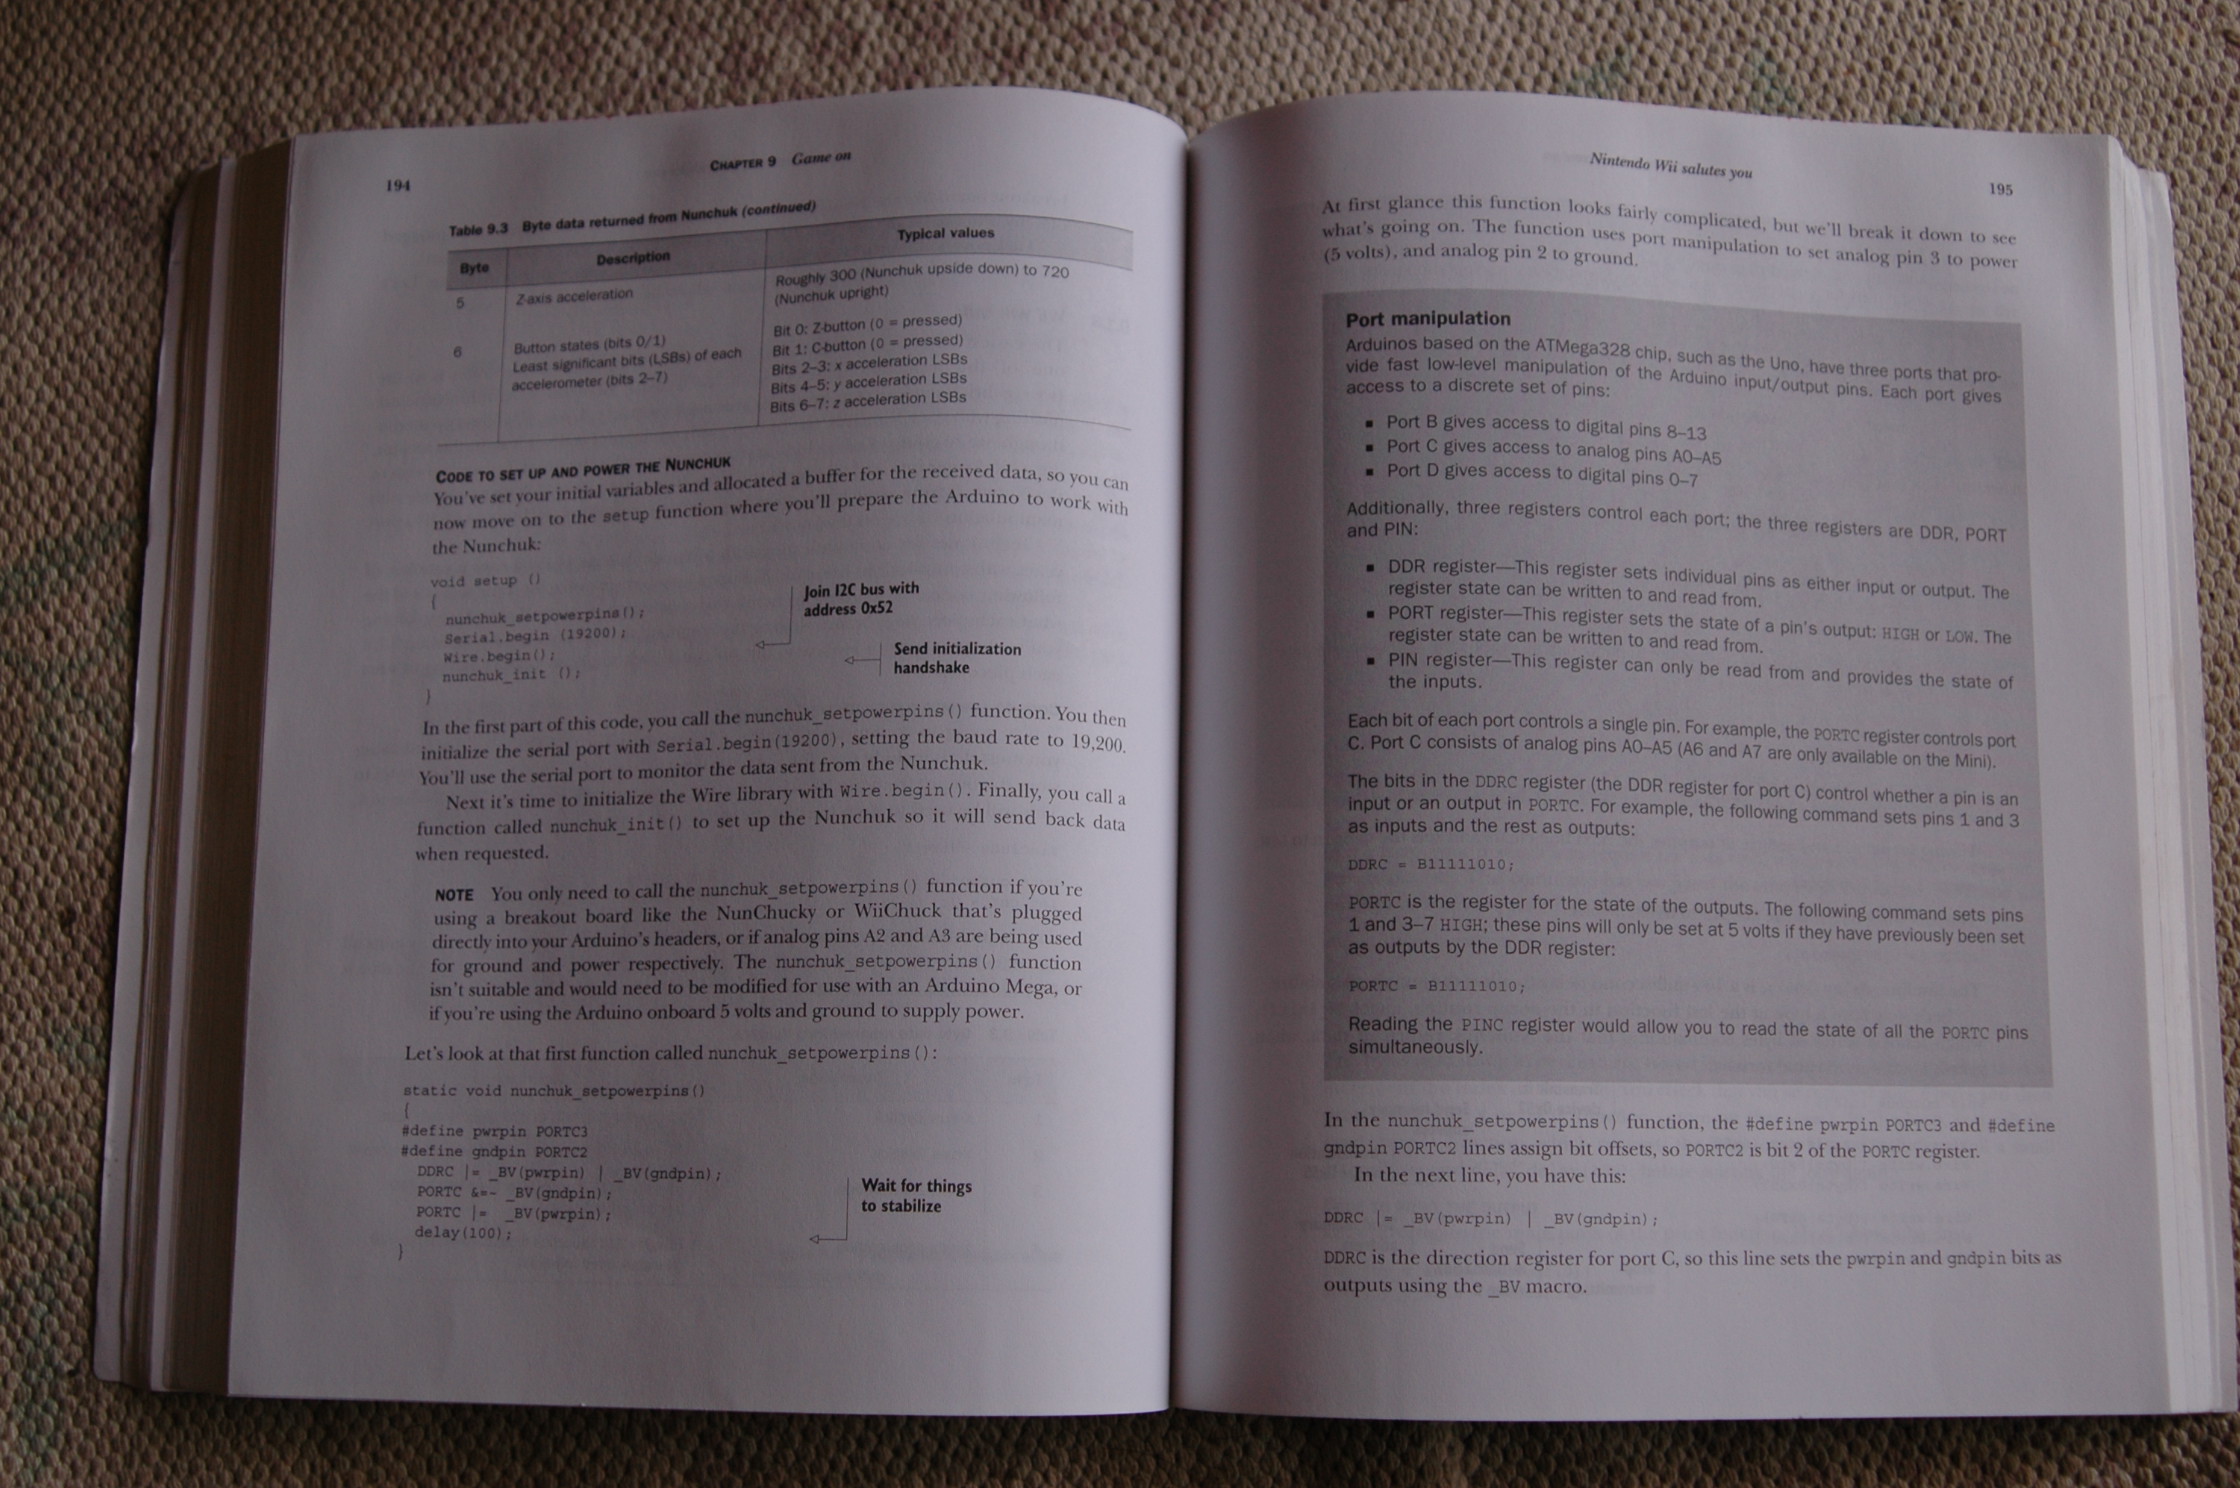 194
CHAPTER 9 Game on
Table 9.3 Byte data returned from Nunchuk (continued)
Byte Description Typical values
5 Z-axis acceleration Roughly 300 (Nunchuk upside down) to 720
(Nunchuk upright)
6 Button states (bits 0/1)
Least significant bits (LSBs) of each
accelerometer (bits 2–7)
Bit 0: Z-button (0 = pressed)
Bit 1: C-button (0 = pressed)
Bits 2–3: x acceleration LSBs
Bits 4–5: y acceleration LSBs
Bits 6–7: z acceleration LSBs
CODE TO SET UP AND POWER THE NUNCHUK
You've set your initial variables and allocated a buffer for the received data, so you can
now move on to the setup function where you'll prepare the Arduino to work with
the Nunchuk:
void setup ()
{
nunchuk_setpowerpins();
Serial.begin (19200);
Wire.begin();
nunchuk_init ();
}
Join I2C bus with
address 0x52
Send initialization
handshake
In the first part of this code, you call the nunchuk_setpowerpins() function. You then
initialize the serial port with Serial.begin(19200), setting the baud rate to 19,200.
You'll use the serial port to monitor the data sent from the Nunchuk.
Next it's time to initialize the Wire library with Wire.begin(). Finally, you call a
function called nunchuk_init() to set up the Nunchuk so it will send back data
when requested.
NOTE You only need to call the nunchuk_setpowerpins() function if you're
using a breakout board like the NunChucky or WiiChuck that's plugged
directly into your Arduino's headers, or if analog pins A2 and A3 are being used
for ground and power respectively. The nunchuk_setpowerpins() function
isn't suitable and would need to be modified for use with an Arduino Mega, or
if you're using the Arduino onboard 5 volts and ground to supply power.
Let's look at that first function called nunchuk_setpowerpins():
static void nunchuk_setpowerpins()
{
#define pwrpin PORTC3
#define gndpin PORTC2
DDRC |= _BV(pwrpin) | _BV(gndpin);
PORTC &=~ _BV(gndpin);
PORTC |= _BV(pwrpin);
delay(100);
}
Wait for things
to stabilize
Nintendo Wii salutes you
195
At first glance this function looks fairly complicated, but we'll break it down to see
what's going on. The function uses port manipulation to set analog pin 3 to power
(5 volts), and analog pin 2 to ground.
Port manipulation
Arduinos based on the ATMega328 chip, such as the Uno, have three ports that pro-
vide fast low-level manipulation of the Arduino input/output pins. Each port gives
access to a discrete set of pins:
▪ Port B gives access to digital pins 8–13
▪ Port C gives access to analog pins A0–A5
▪ Port D gives access to digital pins 0–7
Additionally, three registers control each port; the three registers are DDR, PORT
and PIN:
▪ DDR register—This register sets individual pins as either input or output. The
register state can be written to and read from.
▪ PORT register—This register sets the state of a pin's output: HIGH or LOW. The
register state can be written to and read from.
▪ PIN register—This register can only be read from and provides the state of
the inputs.
Each bit of each port controls a single pin. For example, the PORTC register controls port
C. Port C consists of analog pins A0–A5 (A6 and A7 are only available on the Mini).
The bits in the DDRC register (the DDR register for port C) control whether a pin is an
input or an output in PORTC. For example, the following command sets pins 1 and 3
as inputs and the rest as outputs:
DDRC = B11111010;
PORTC is the register for the state of the outputs. The following command sets pins
1 and 3–7 HIGH; these pins will only be set at 5 volts if they have previously been set
as outputs by the DDR register:
PORTC = B11111010;
Reading the PINC register would allow you to read the state of all the PORTC pins
simultaneously.
In the nunchuk_setpowerpins() function, the #define pwrpin PORTC3 and #define
gndpin PORTC2 lines assign bit offsets, so PORTC2 is bit 2 of the PORTC register.
In the next line, you have this:
DDRC |= _BV(pwrpin) | _BV(gndpin);
DDRC is the direction register for port C, so this line sets the pwrpin and gndpin bits as
outputs using the _BV macro.